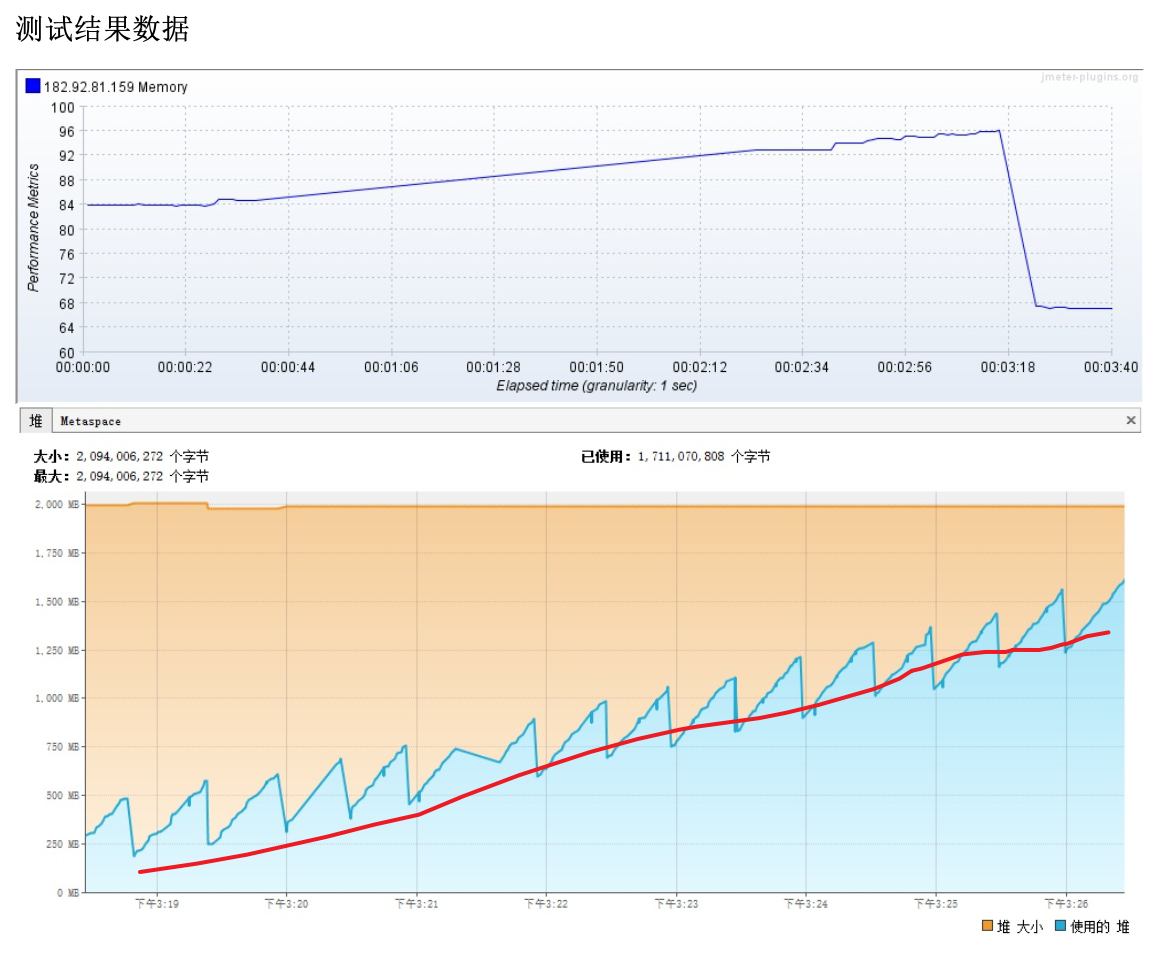 测试结果数据
jmeter-plugins.org
182.92.81.159 Memory
100
96
92
88
84
80
76
72
68
64
60
Performance Metrics
00:00:00 00:00:22 00:00:44 00:01:06 00:01:28 00:01:50 00:02:12 00:02:34 00:02:56 00:03:18 00:03:40
Elapsed time (granularity: 1 sec)
堆 Metaspace ×
大小: 2,094,006,272 个字节 已使用: 1,711,070,808 个字节
最大: 2,094,006,272 个字节
2,000 MB
1,750 MB
1,500 MB
1,250 MB
1,000 MB
750 MB
500 MB
250 MB
0 MB
下午3:19 下午3:20 下午3:21 下午3:22 下午3:23 下午3:24 下午3:25 下午3:26
堆 大小 使用的 堆